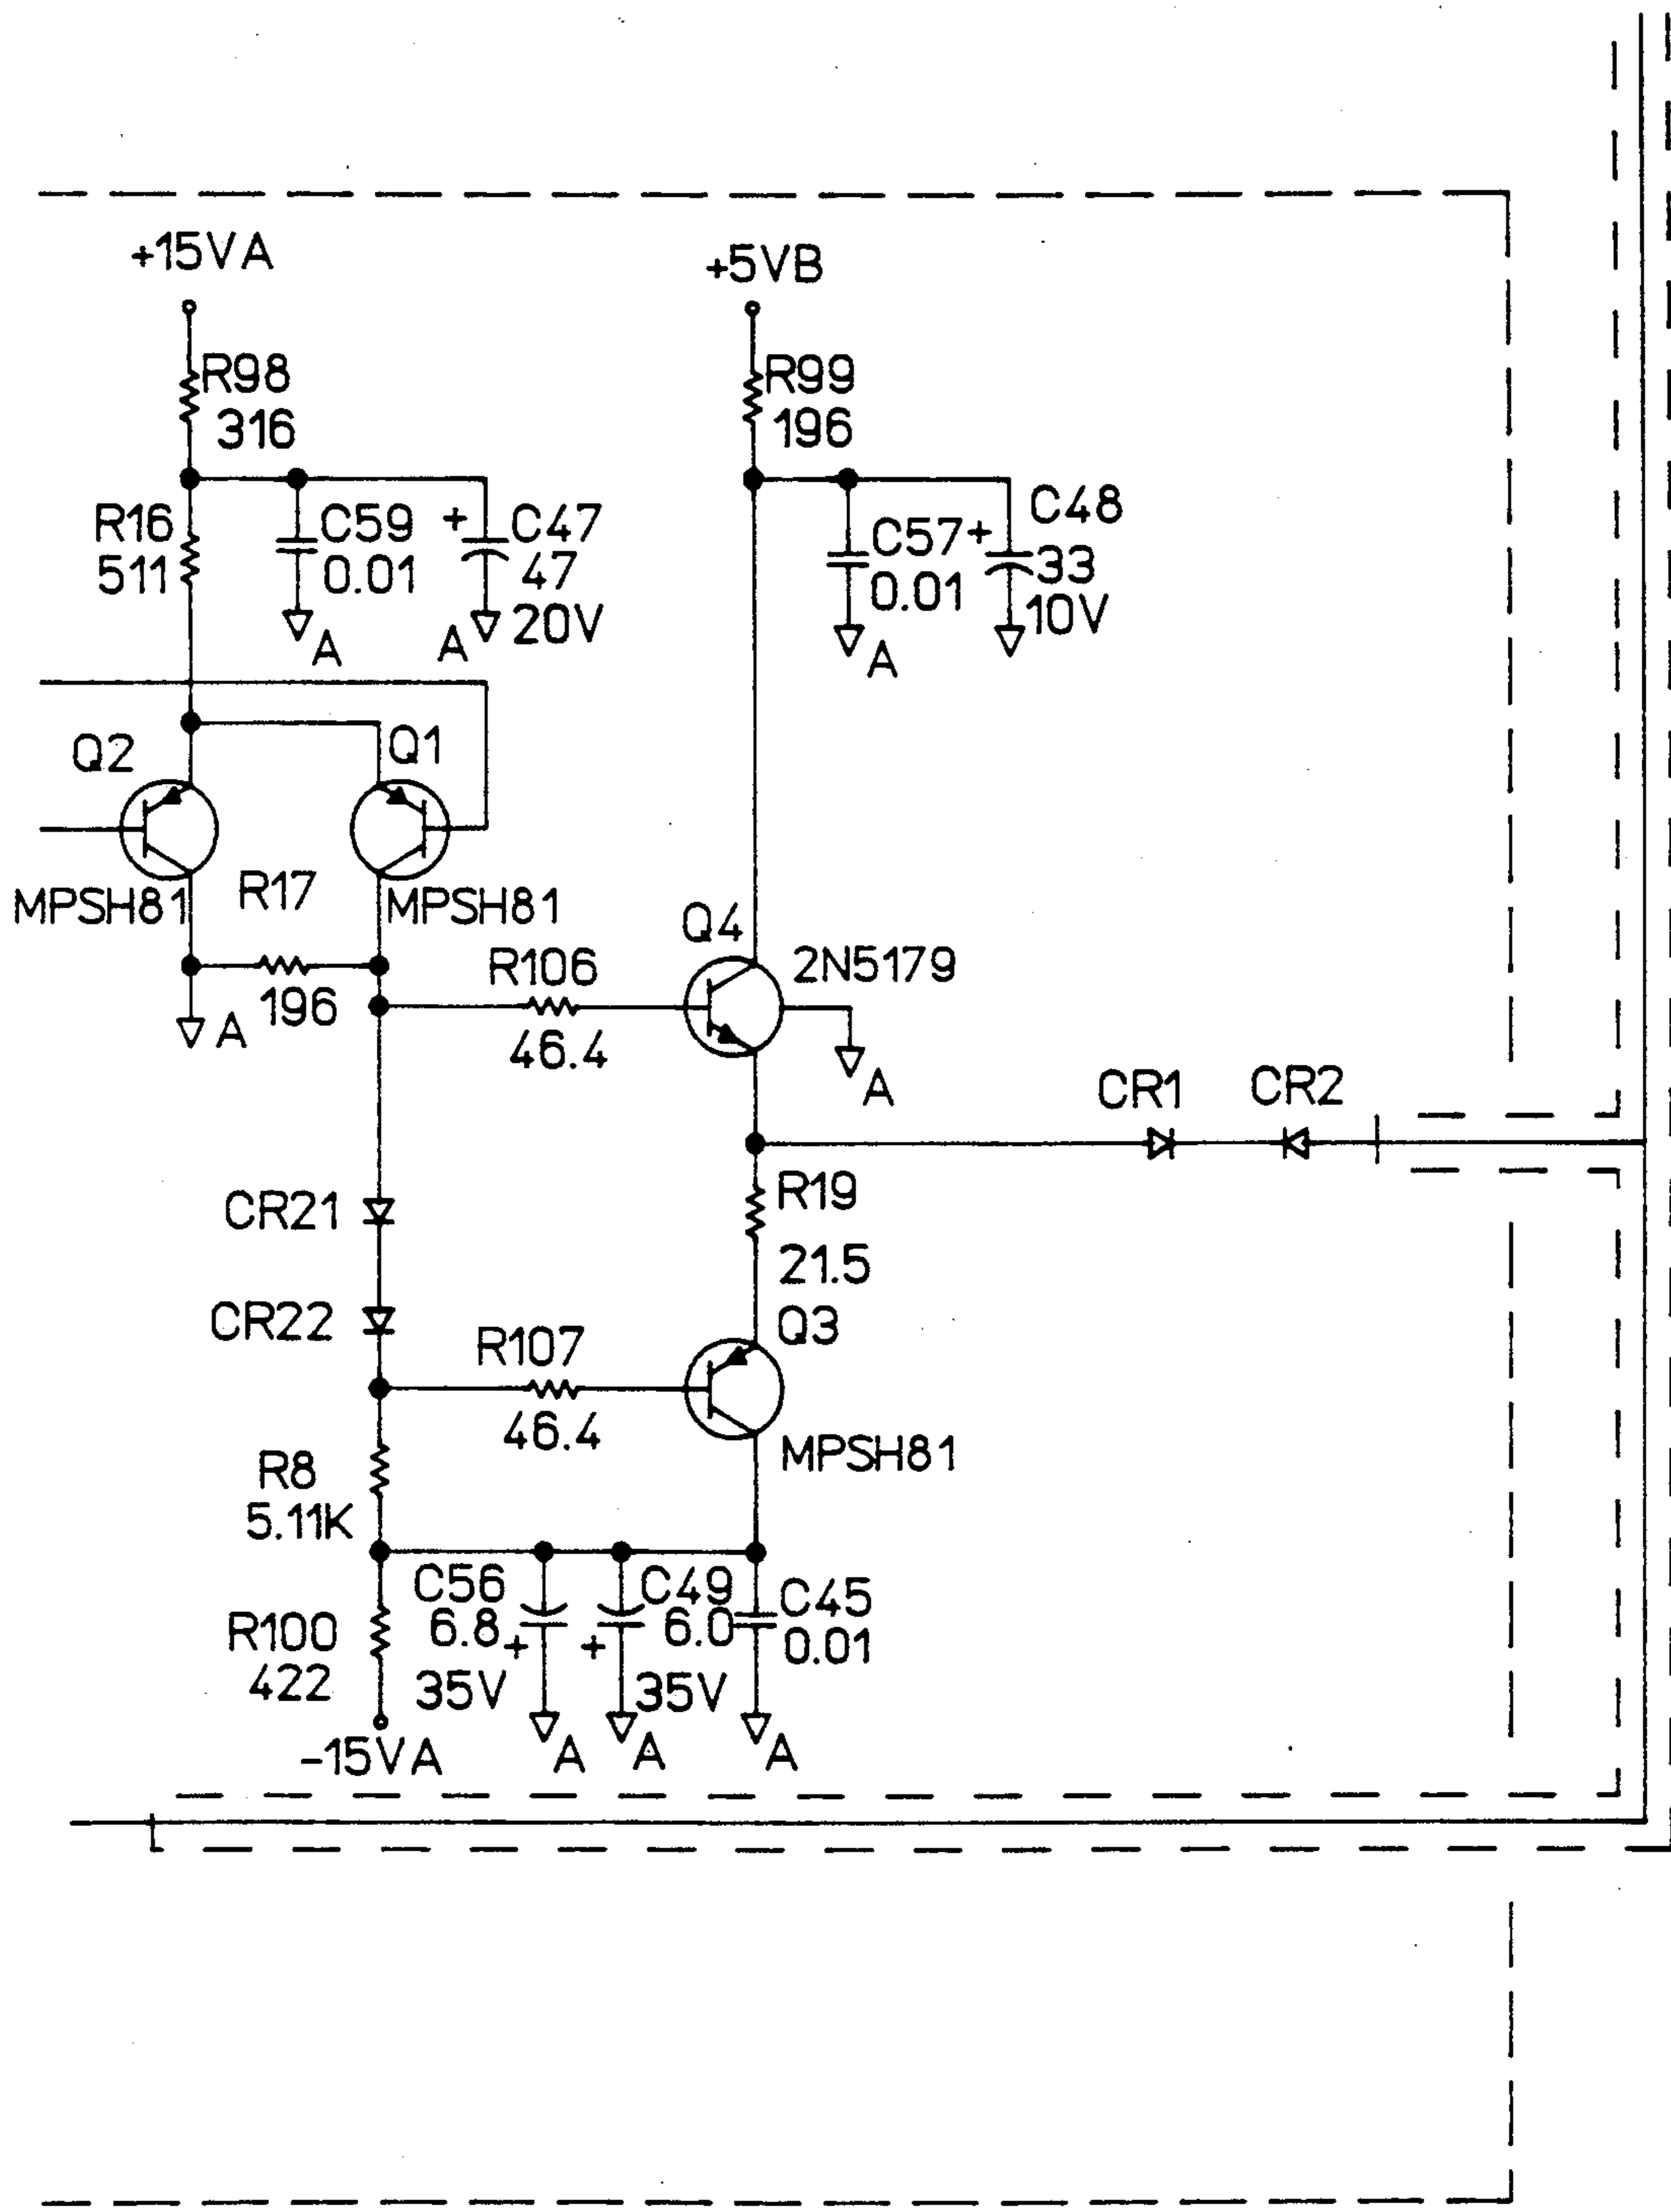 +15VA
+5VB
R98
316
R99
196
R16
511
C59
0.01
A
+
C47
47
20V
A
C57
0.01
A
+
C48
33
10V
Q2
MPSH81
Q1
MPSH81
R17
196
A
R106
46.4
Q4
2N5179
A
CR1
CR2
CR21
CR22
R19
21.5
R107
46.4
Q3
MPSH81
R8
5.11K
R100
422
-15VA
C56
6.8
+
35V
A
C49
6.0
+
35V
A
C45
0.01
A